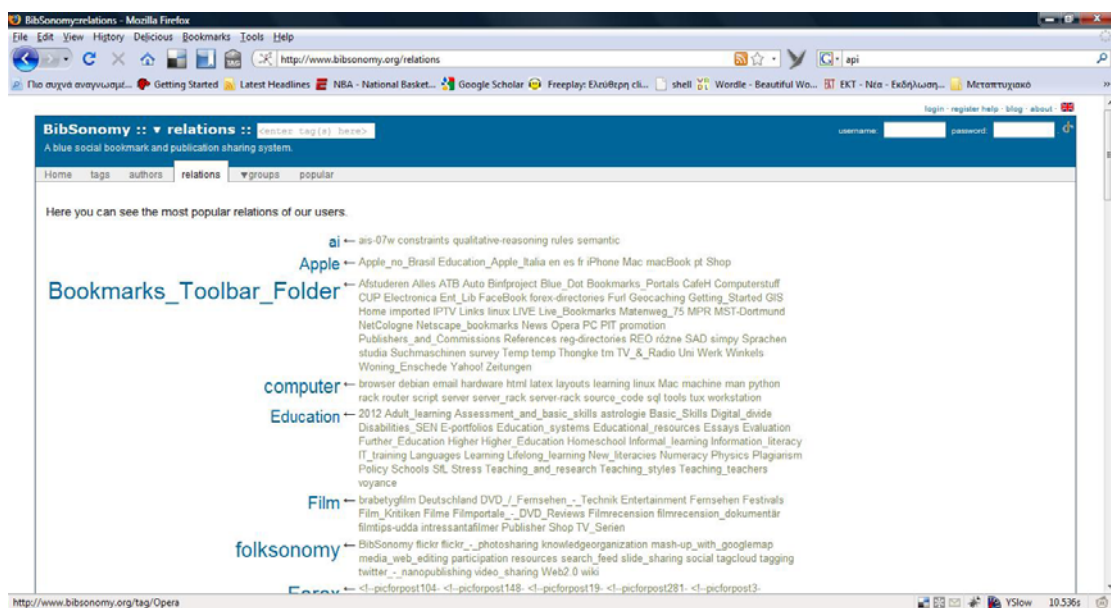 BibSonomy::relations - Mozilla Firefox
File Edit View History Delicious Bookmarks Tools Help
http://www.bibsonomy.org/relations api
Πιο συχνά αναγνωσμέ... Getting Started Latest Headlines NBA - National Basket... Google Scholar Freeplay: Ελεύθερη cli... shell Wordle - Beautiful Wo... EKT - Νέα - Εκδήλωση... Μεταπτυχιακό
login · register help · blog · about ·
BibSonomy :: ▾ relations :: <enter tag(s) here> username: password:
A blue social bookmark and publication sharing system.
Home tags authors relations ▾groups popular
Here you can see the most popular relations of our users.
ai ← ais-07w constraints qualitative-reasoning rules semantic
Apple ← Apple_no_Brasil Education_Apple_Italia en es fr iPhone Mac macBook pt Shop
Bookmarks_Toolbar_Folder ← Afstuderen Alles ATB Auto Binfproject Blue_Dot Bookmarks_Portals CafeH Computerstuff
CUP Electronica Ent_Lib FaceBook forex-directories Furl Geocaching Getting_Started GIS
Home imported IPTV Links linux LIVE Live_Bookmarks Matenweg_75 MPR MST-Dortmund
NetCologne Netscape_bookmarks News Opera PC PIT promotion
Publishers_and_Commissions References reg-directories REO różne SAD simpy Sprachen
studia Suchmaschinen survey Temp temp Thongke tm TV_&_Radio Uni Werk Winkels
Woning_Enschede Yahoo! Zeitungen
computer ← browser debian email hardware html latex layouts learning linux Mac machine man python
rack router script server server_rack server-rack source_code sql tools tux workstation
Education ← 2012 Adult_learning Assessment_and_basic_skills astrologie Basic_Skills Digital_divide
Disabilities_SEN E-portfolios Education_systems Educational_resources Essays Evaluation
Further_Education Higher Higher_Education Homeschool Informal_learning Information_literacy
IT_training Languages Learning Lifelong_learning New_literacies Numeracy Physics Plagiarism
Policy Schools SfL Stress Teaching_and_research Teaching_styles Teaching_teachers
voyance
Film ← brabetygfilm Deutschland DVD_/_Fernsehen_-_Technik Entertainment Fernsehen Festivals
Film_Kritiken Filme Filmportale_-_DVD_Reviews Filmrecension filmrecension_dokumentär
filmtips-udda intressantafilmer Publisher Shop TV_Serien
folksonomy ← BibSonomy flickr flickr_-_photosharing knowledgeorganization mash-up_with_googlemap
media_web_editing participation resources search_feed slide_sharing social tagcloud tagging
twitter_-_nanopublishing video_sharing Web2.0 wiki
← <!--picforpost104- <!--picforpost148- <!--picforpost19- <!--picforpost281- <!--picforpost3-
http://www.bibsonomy.org/tag/Opera YSlow 10.536s